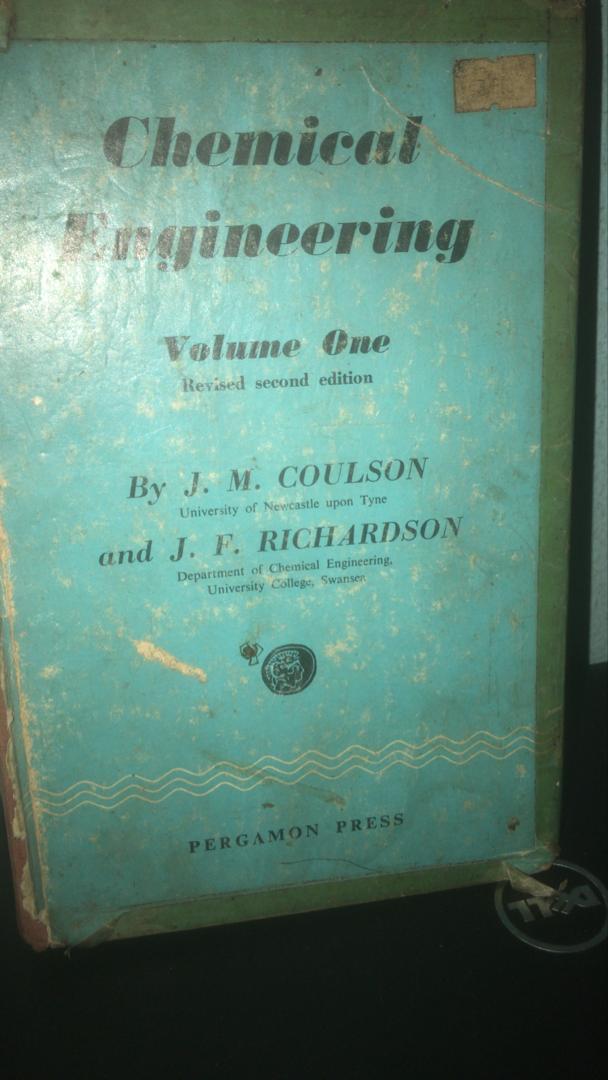 Chemical
Engineering
Volume One
Revised second edition
By J. M. COULSON
University of Newcastle upon Tyne
and J. F. RICHARDSON
Department of Chemical Engineering,
University College, Swansea
PERGAMON PRESS
DELL